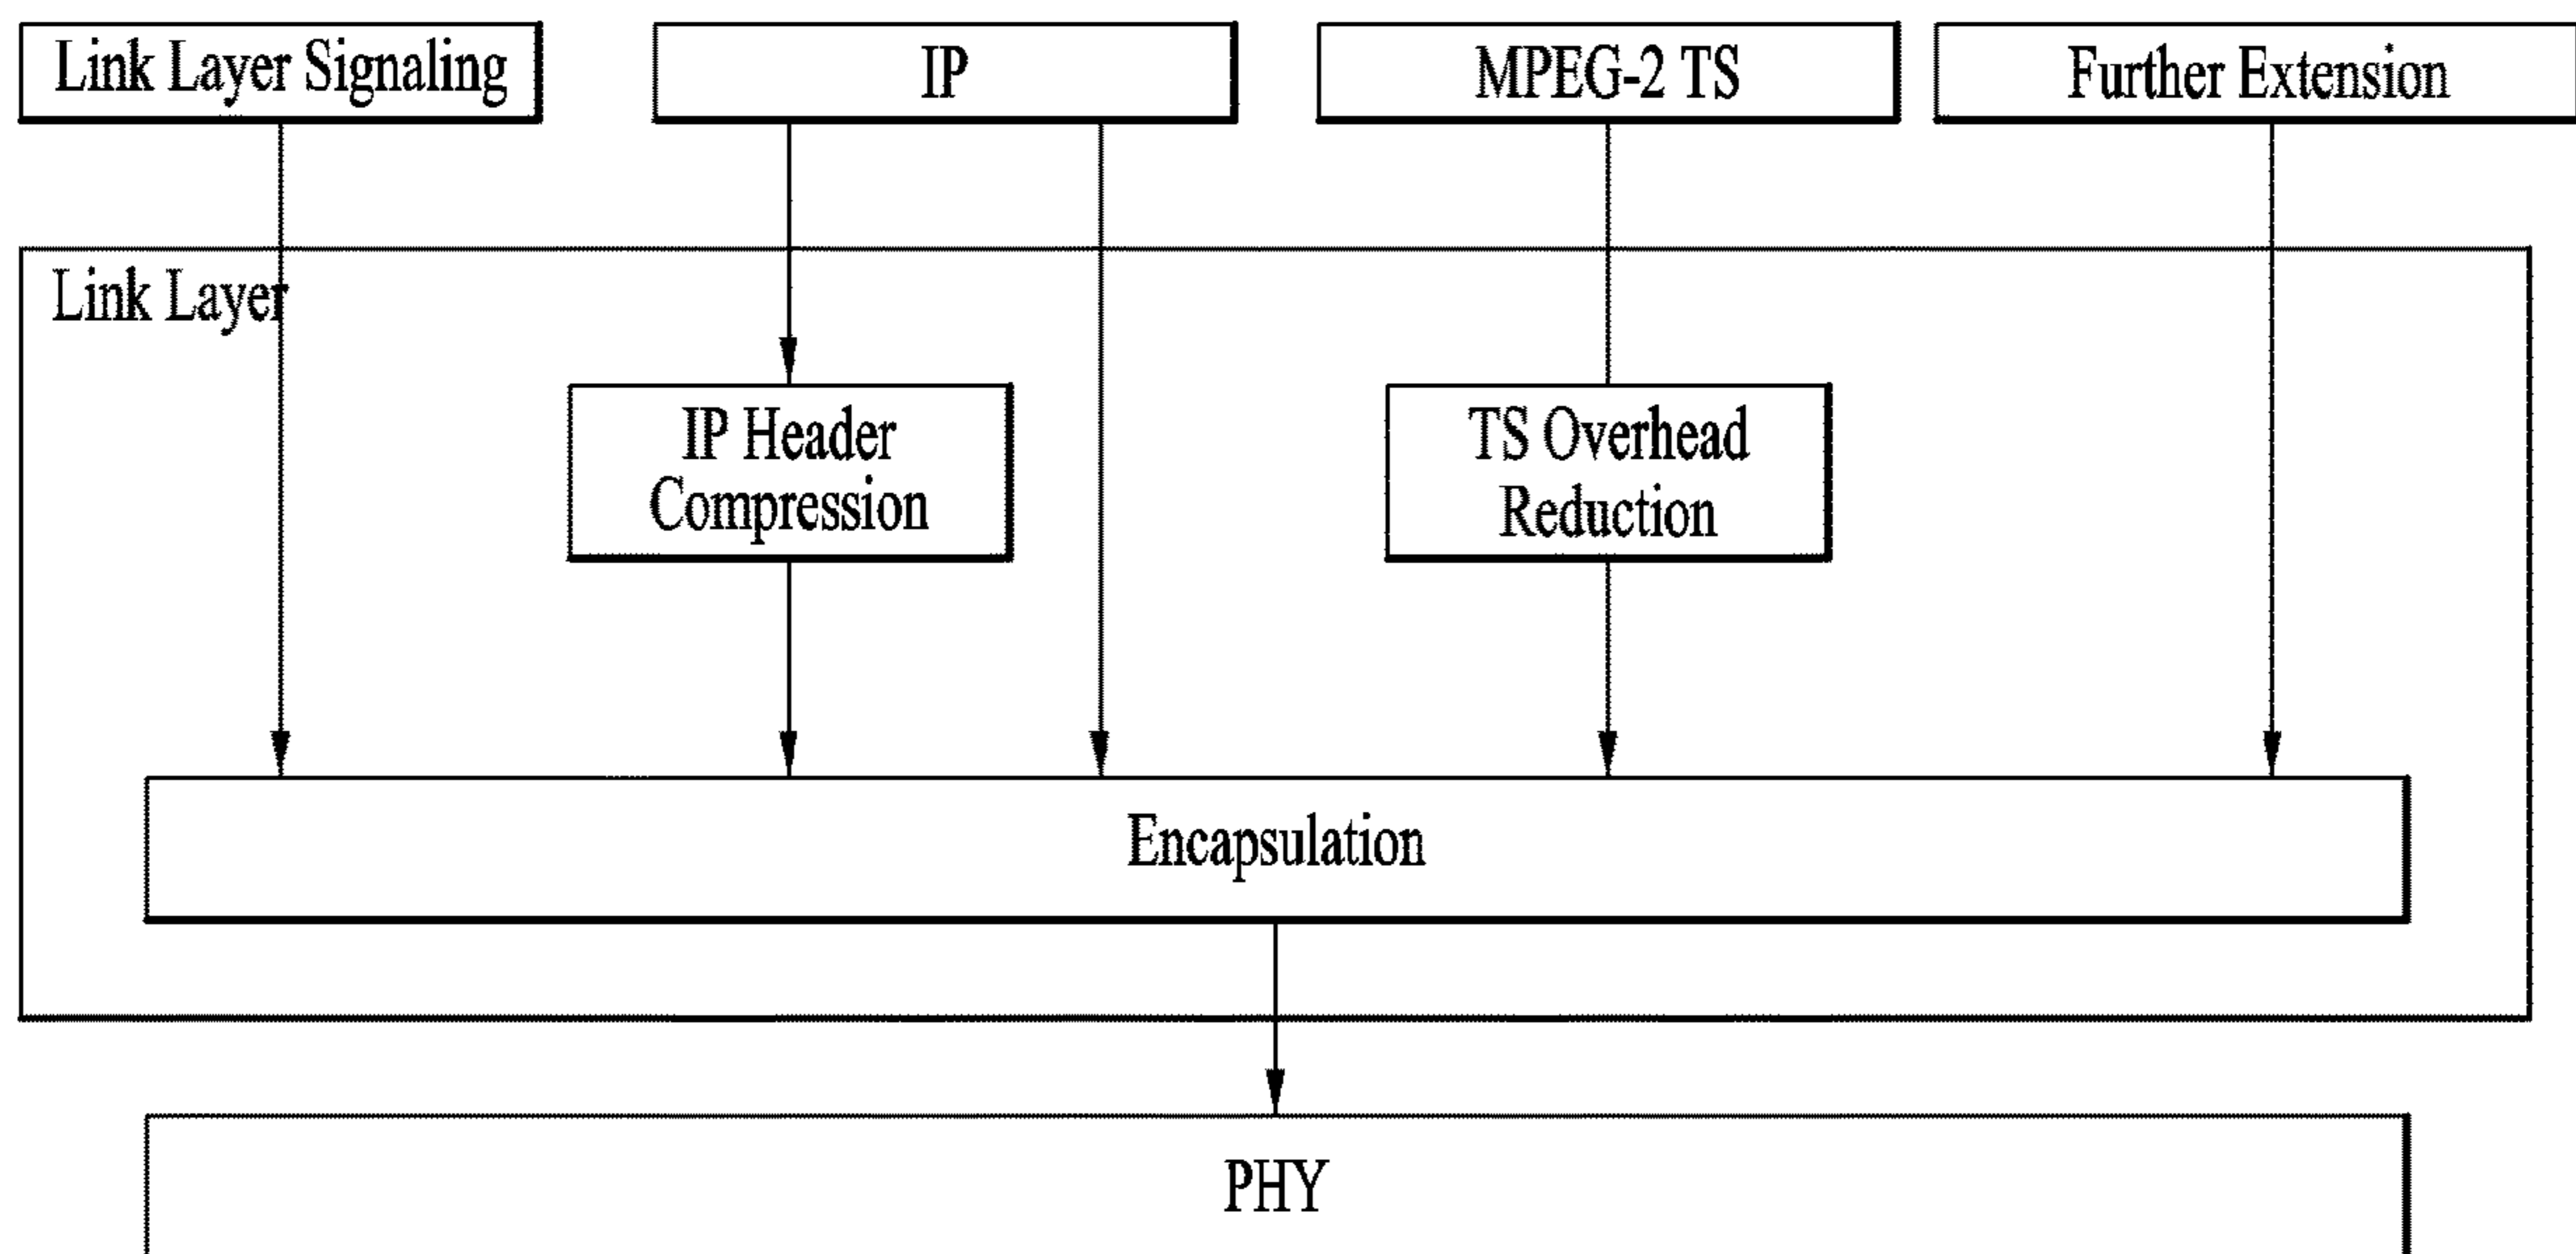 Link Layer Signaling
IP
MPEG-2 TS
Further Extension
Link Layer
IP Header
Compression
TS Overhead
Reduction
Encapsulation
PHY